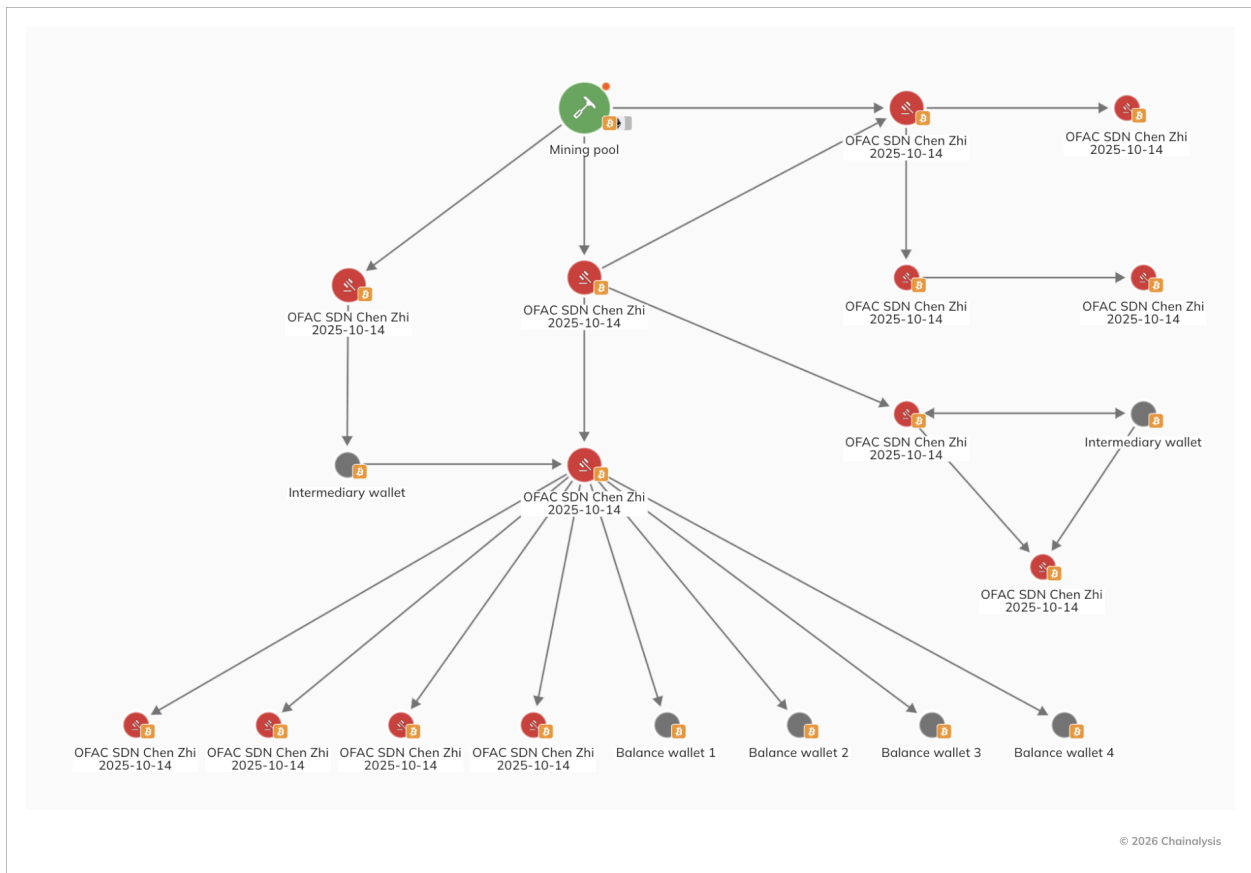 Mining pool
OFAC SDN Chen Zhi
2025-10-14
OFAC SDN Chen Zhi
2025-10-14
OFAC SDN Chen Zhi
2025-10-14
OFAC SDN Chen Zhi
2025-10-14
OFAC SDN Chen Zhi
2025-10-14
OFAC SDN Chen Zhi
2025-10-14
OFAC SDN Chen Zhi
2025-10-14
Intermediary wallet
Intermediary wallet
OFAC SDN Chen Zhi
2025-10-14
OFAC SDN Chen Zhi
2025-10-14
OFAC SDN Chen Zhi
2025-10-14
OFAC SDN Chen Zhi
2025-10-14
OFAC SDN Chen Zhi
2025-10-14
OFAC SDN Chen Zhi
2025-10-14
OFAC SDN Chen Zhi
2025-10-14
Balance wallet 1
Balance wallet 2
Balance wallet 3
Balance wallet 4
© 2026 Chainalysis